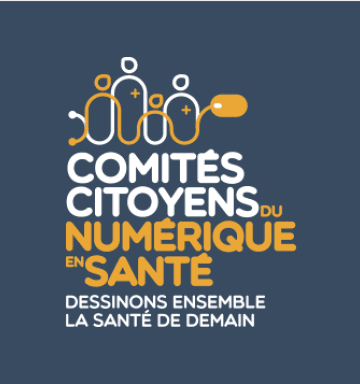 COMITÉS
CITOYENS DU
NUMÉRIQUE
EN SANTÉ
DESSINONS ENSEMBLE
LA SANTÉ DE DEMAIN